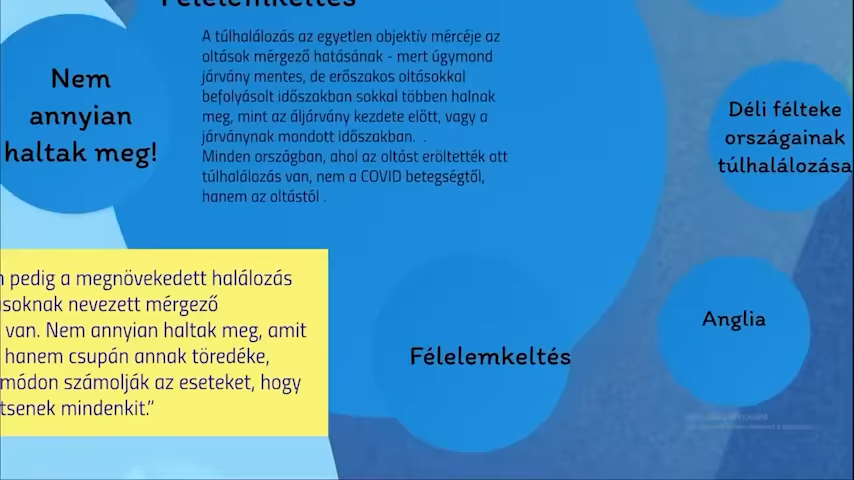 Félelemkeltés
A túlhalálozás az egyetlen objektív mércéje az
oltások mérgező hatásának - mert úgymond
járvány mentes, de erőszakos oltásokkal
befolyásolt időszakban sokkal többen halnak
meg, mint az áljárvány kezdete előtt, vagy a
járványnak mondott időszakban. .
Minden országban, ahol az oltást eröltették ott
túlhalálozás van, nem a COVID betegségtől,
hanem az oltástól .
Nem
annyian
haltak meg!
Déli félteke
országainak
túlhalálozása
pedig a megnövekedett halálozás
nevezett mérgező
van. Nem annyian haltak meg, amit
hanem csupán annak töredéke,
módon számolják az eseteket, hogy
mindenkit.”
Félelemkeltés
Anglia